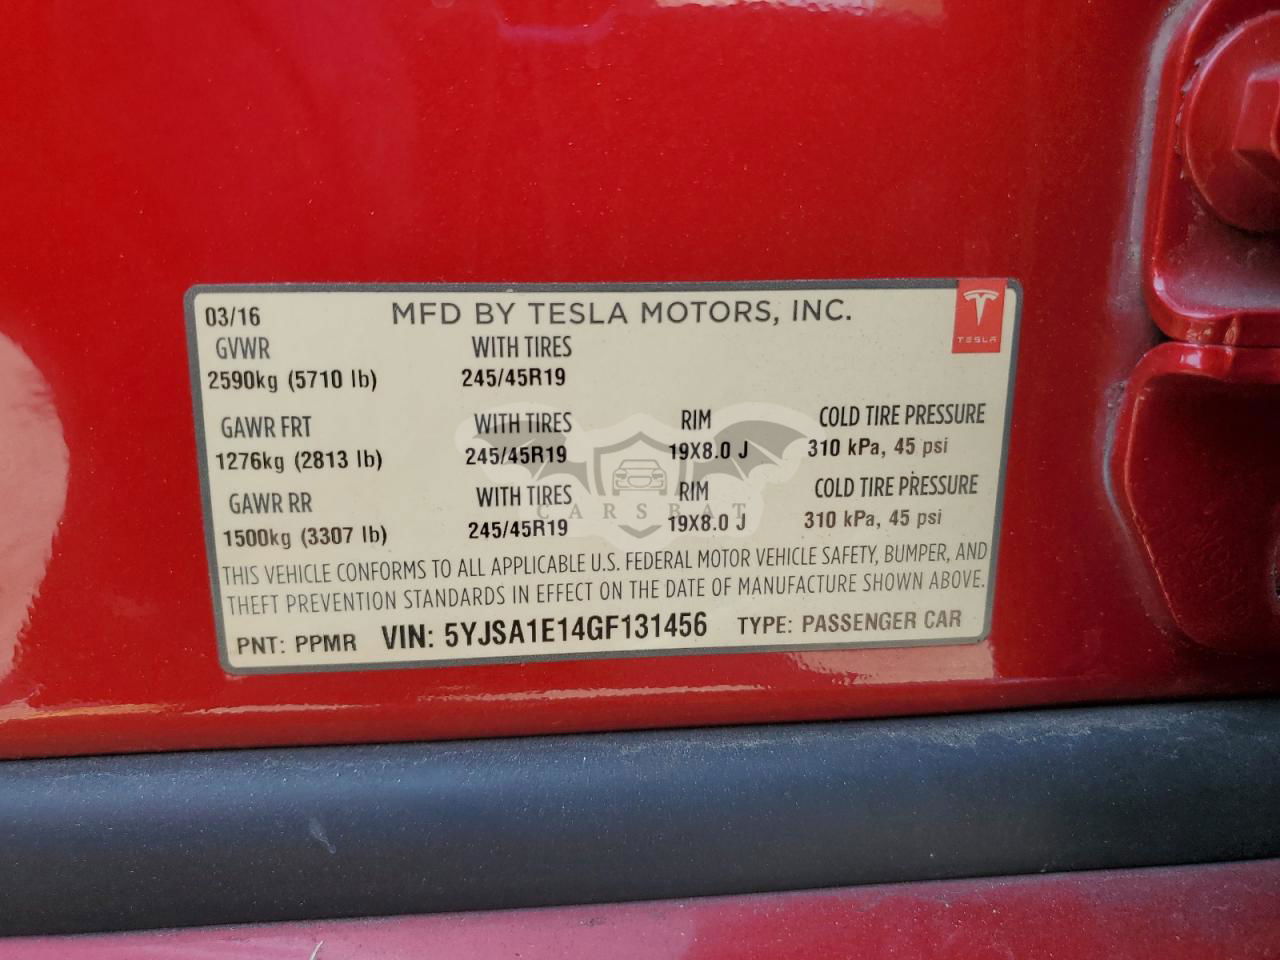 03/16 MFD BY TESLA MOTORS, INC.
TESLA
GVWR WITH TIRES
2590kg (5710 lb) 245/45R19
GAWR FRT WITH TIRES RIM COLD TIRE PRESSURE
1276kg (2813 lb) 245/45R19 19X8.0 J 310 kPa, 45 psi
GAWR RR WITH TIRES RIM COLD TIRE PRESSURE
CARSBAT
1500kg (3307 lb) 245/45R19 19X8.0 J 310 kPa, 45 psi
THIS VEHICLE CONFORMS TO ALL APPLICABLE U.S. FEDERAL MOTOR VEHICLE SAFETY, BUMPER, AND
THEFT PREVENTION STANDARDS IN EFFECT ON THE DATE OF MANUFACTURE SHOWN ABOVE.
PNT: PPMR VIN: 5YJSA1E14GF131456 TYPE: PASSENGER CAR